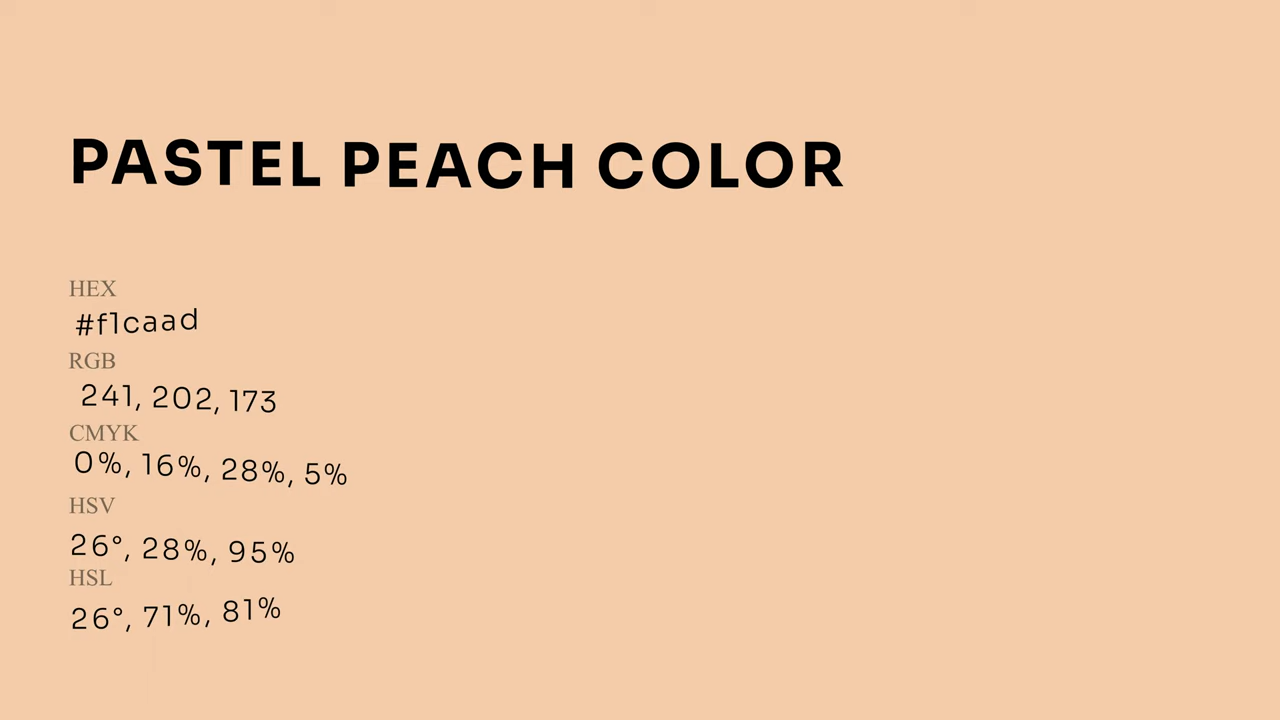 PASTEL PEACH COLOR
HEX
#f1caad
RGB
241, 202, 173
CMYK
0%, 16%, 28%, 5%
HSV
26°, 28%, 95%
HSL
26°, 71%, 81%